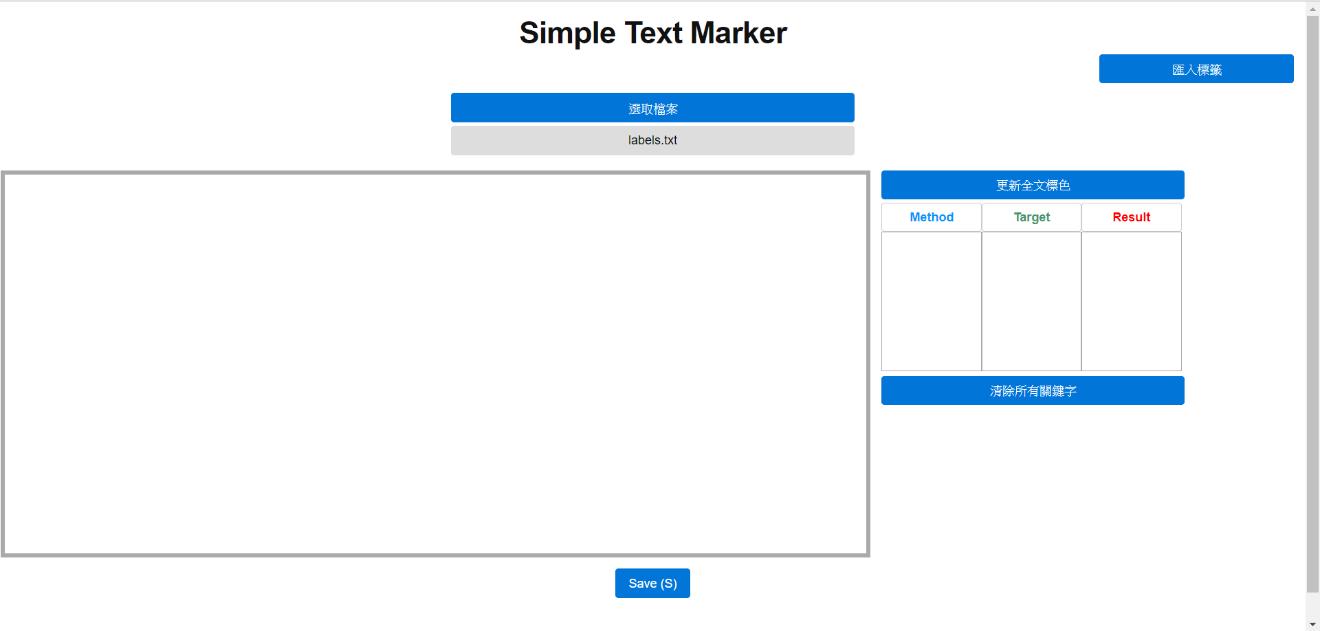 Simple Text Marker
匯入標籤
選取檔案
labels.txt
更新全文標色
Method Target Result
清除所有關鍵字
Save (S)